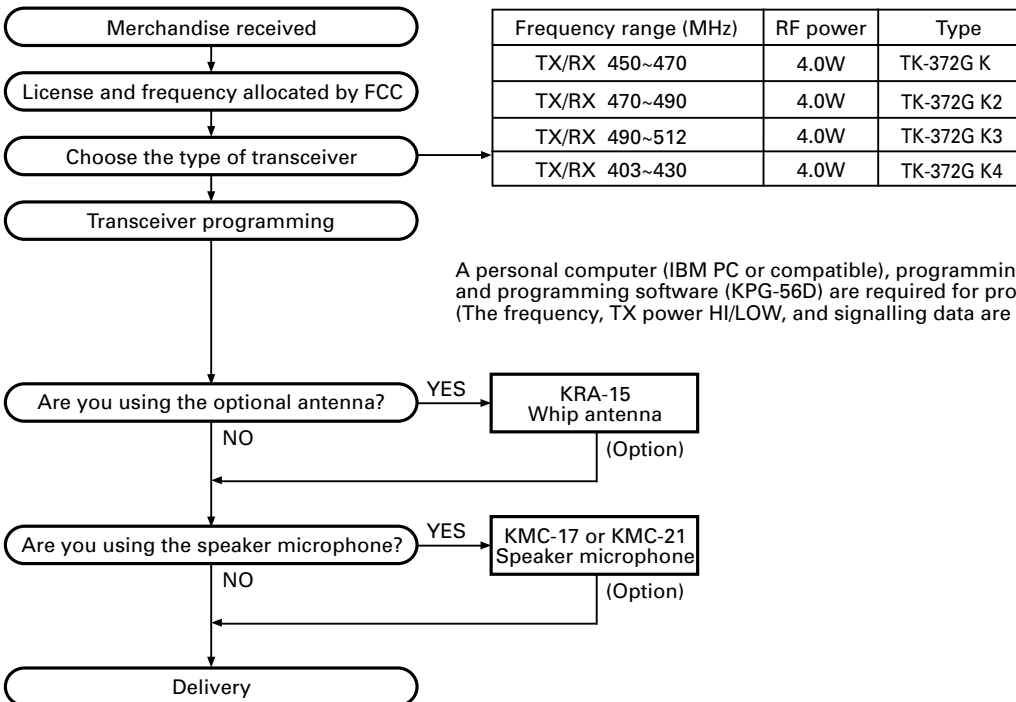 Merchandise received
License and frequency allocated by FCC
Choose the type of transceiver
Frequency range (MHz) RF power Type
TX/RX 450~470 4.0W TK-372G K
TX/RX 470~490 4.0W TK-372G K2
TX/RX 490~512 4.0W TK-372G K3
TX/RX 403~430 4.0W TK-372G K4
Transceiver programming
A personal computer (IBM PC or compatible),
and programming software (KPG-56D) are required for
(The frequency, TX power HI/LOW, and signalling data are
Are you using the optional antenna?
YES
KRA-15
Whip antenna
NO
(Option)
Are you using the speaker microphone?
YES
KMC-17 or KMC-21
Speaker microphone
NO
(Option)
Delivery